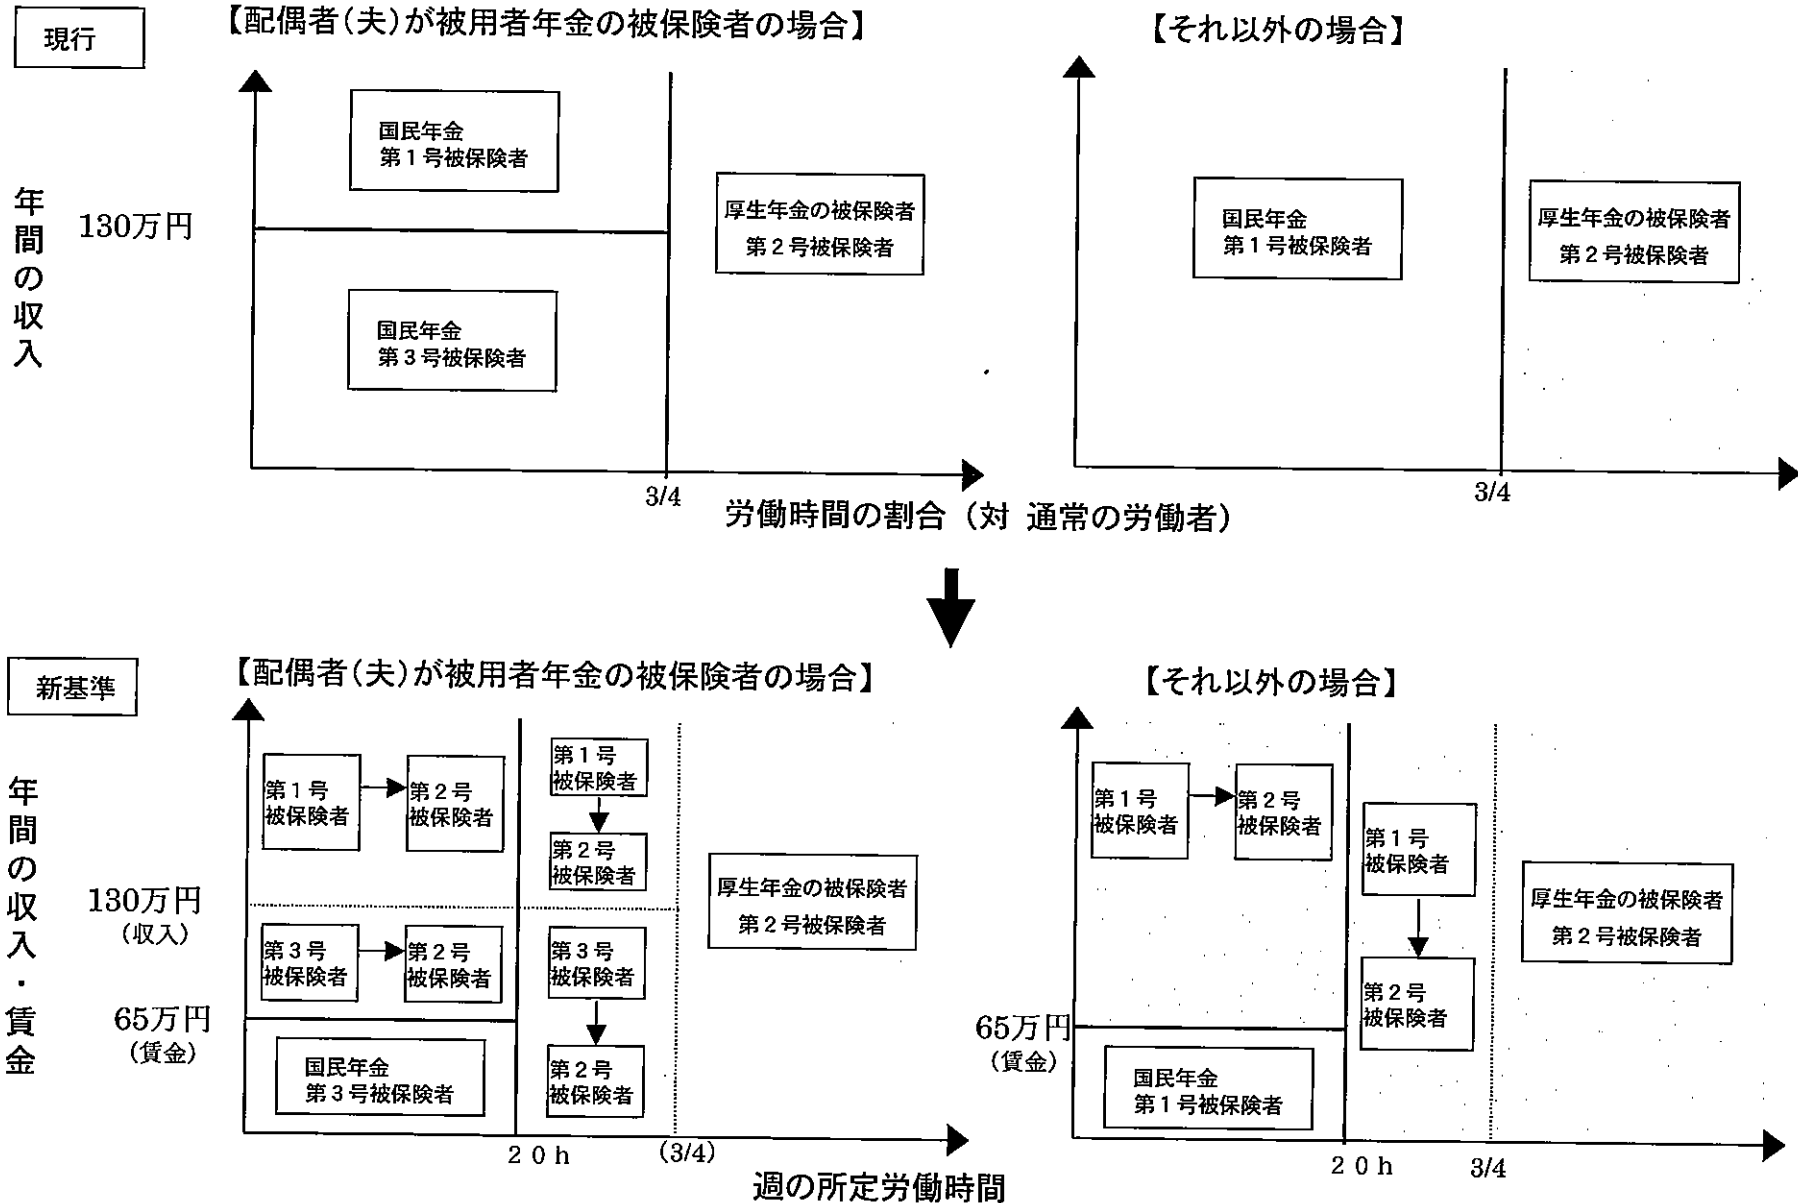 現行
【配偶者(夫)が被用者年金の被保険者の場合】
【それ以外の場合】
年間の収入
130万円
国民年金
第1号被保険者
国民年金
第3号被保険者
厚生年金の被保険者
第2号被保険者
3/4
国民年金
第1号被保険者
厚生年金の被保険者
第2号被保険者
3/4
労働時間の割合（対 通常の労働者）
新基準
【配偶者(夫)が被用者年金の被保険者の場合】
【それ以外の場合】
年間の収入・賃金
130万円
(収入)
65万円
(賃金)
第1号
被保険者
第2号
被保険者
第1号
被保険者
第2号
被保険者
第3号
被保険者
第2号
被保険者
第3号
被保険者
第2号
被保険者
国民年金
第3号被保険者
厚生年金の被保険者
第2号被保険者
20h
(3/4)
65万円
(賃金)
第1号
被保険者
第2号
被保険者
第1号
被保険者
第2号
被保険者
国民年金
第1号被保険者
厚生年金の被保険者
第2号被保険者
20h
3/4
週の所定労働時間